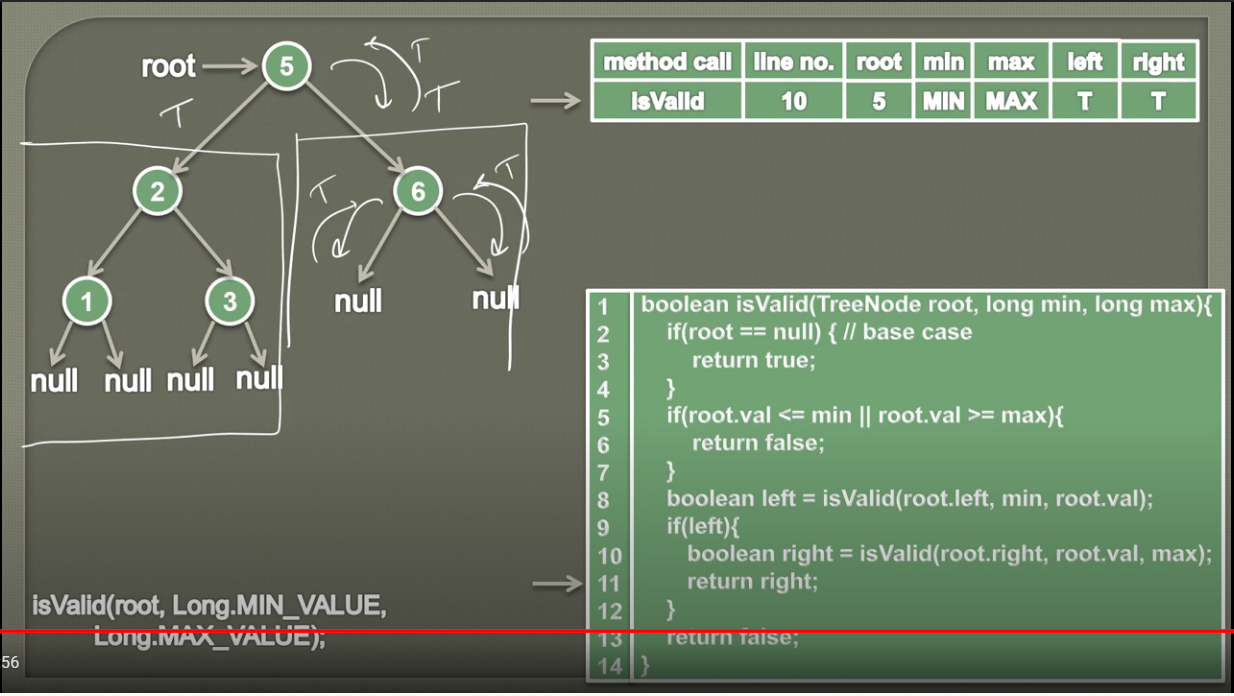 root
5
T
T
T
2
6
T
T
1
3
null
null
null
null
null
null
method call line no. root min max left right
isValid 10 5 MIN MAX T T
1 boolean isValid(TreeNode root, long min, long max){
2 if(root == null) { // base case
3 return true;
4 }
5 if(root.val <= min || root.val >= max){
6 return false;
7 }
8 boolean left = isValid(root.left, min, root.val);
9 if(left){
10 boolean right = isValid(root.right, root.val, max);
11 return right;
12 }
13 return false;
14 }
isValid(root, Long.MIN_VALUE,
Long.MAX_VALUE);
56